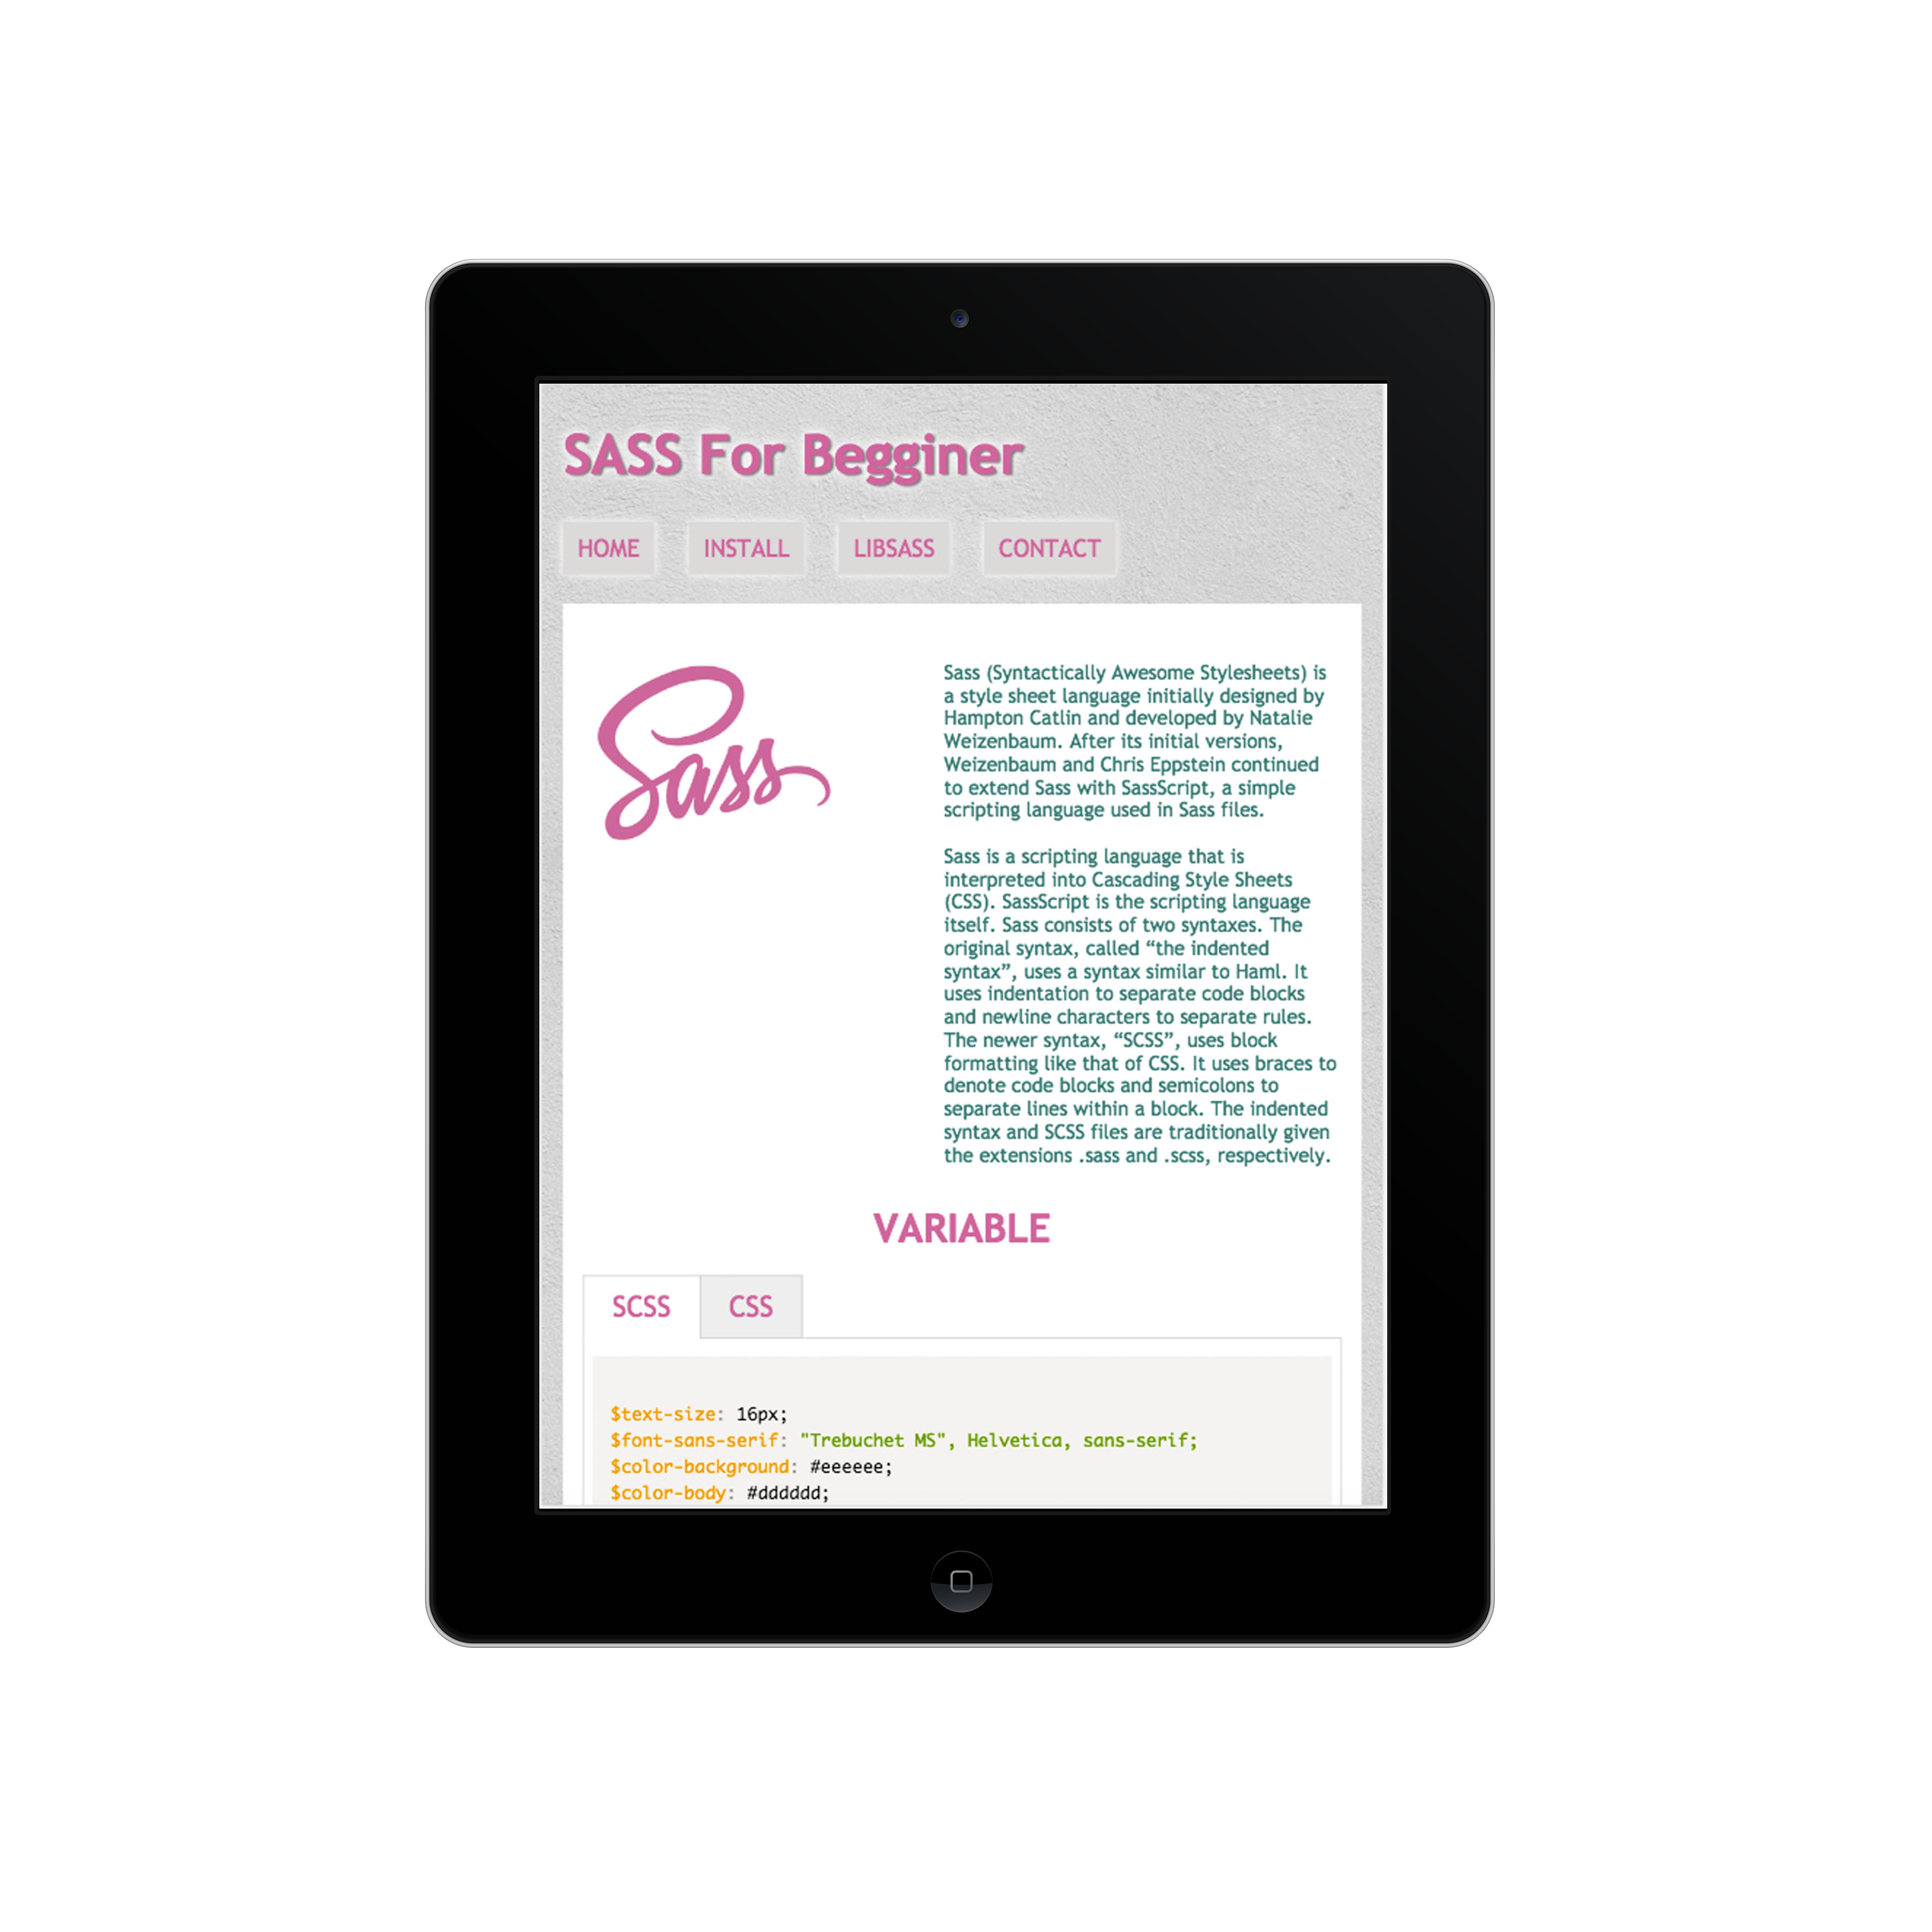 SASS For Begginer
HOME INSTALL LIBSASS CONTACT
Sass
Sass (Syntactically Awesome Stylesheets) is
a style sheet language initially designed by
Hampton Catlin and developed by Natalie
Weizenbaum. After its initial versions,
Weizenbaum and Chris Eppstein continued
to extend Sass with SassScript, a simple
scripting language used in Sass files.
Sass is a scripting language that is
interpreted into Cascading Style Sheets
(CSS). SassScript is the scripting language
itself. Sass consists of two syntaxes. The
original syntax, called “the indented
syntax”, uses a syntax similar to Haml. It
uses indentation to separate code blocks
and newline characters to separate rules.
The newer syntax, “SCSS”, uses block
formatting like that of CSS. It uses braces to
denote code blocks and semicolons to
separate lines within a block. The indented
syntax and SCSS files are traditionally given
the extensions .sass and .scss, respectively.
VARIABLE
SCSS CSS
$text-size: 16px;
$font-sans-serif: "Trebuchet MS", Helvetica, sans-serif;
$color-background: #eeeeee;
$color-body: #dddddd;